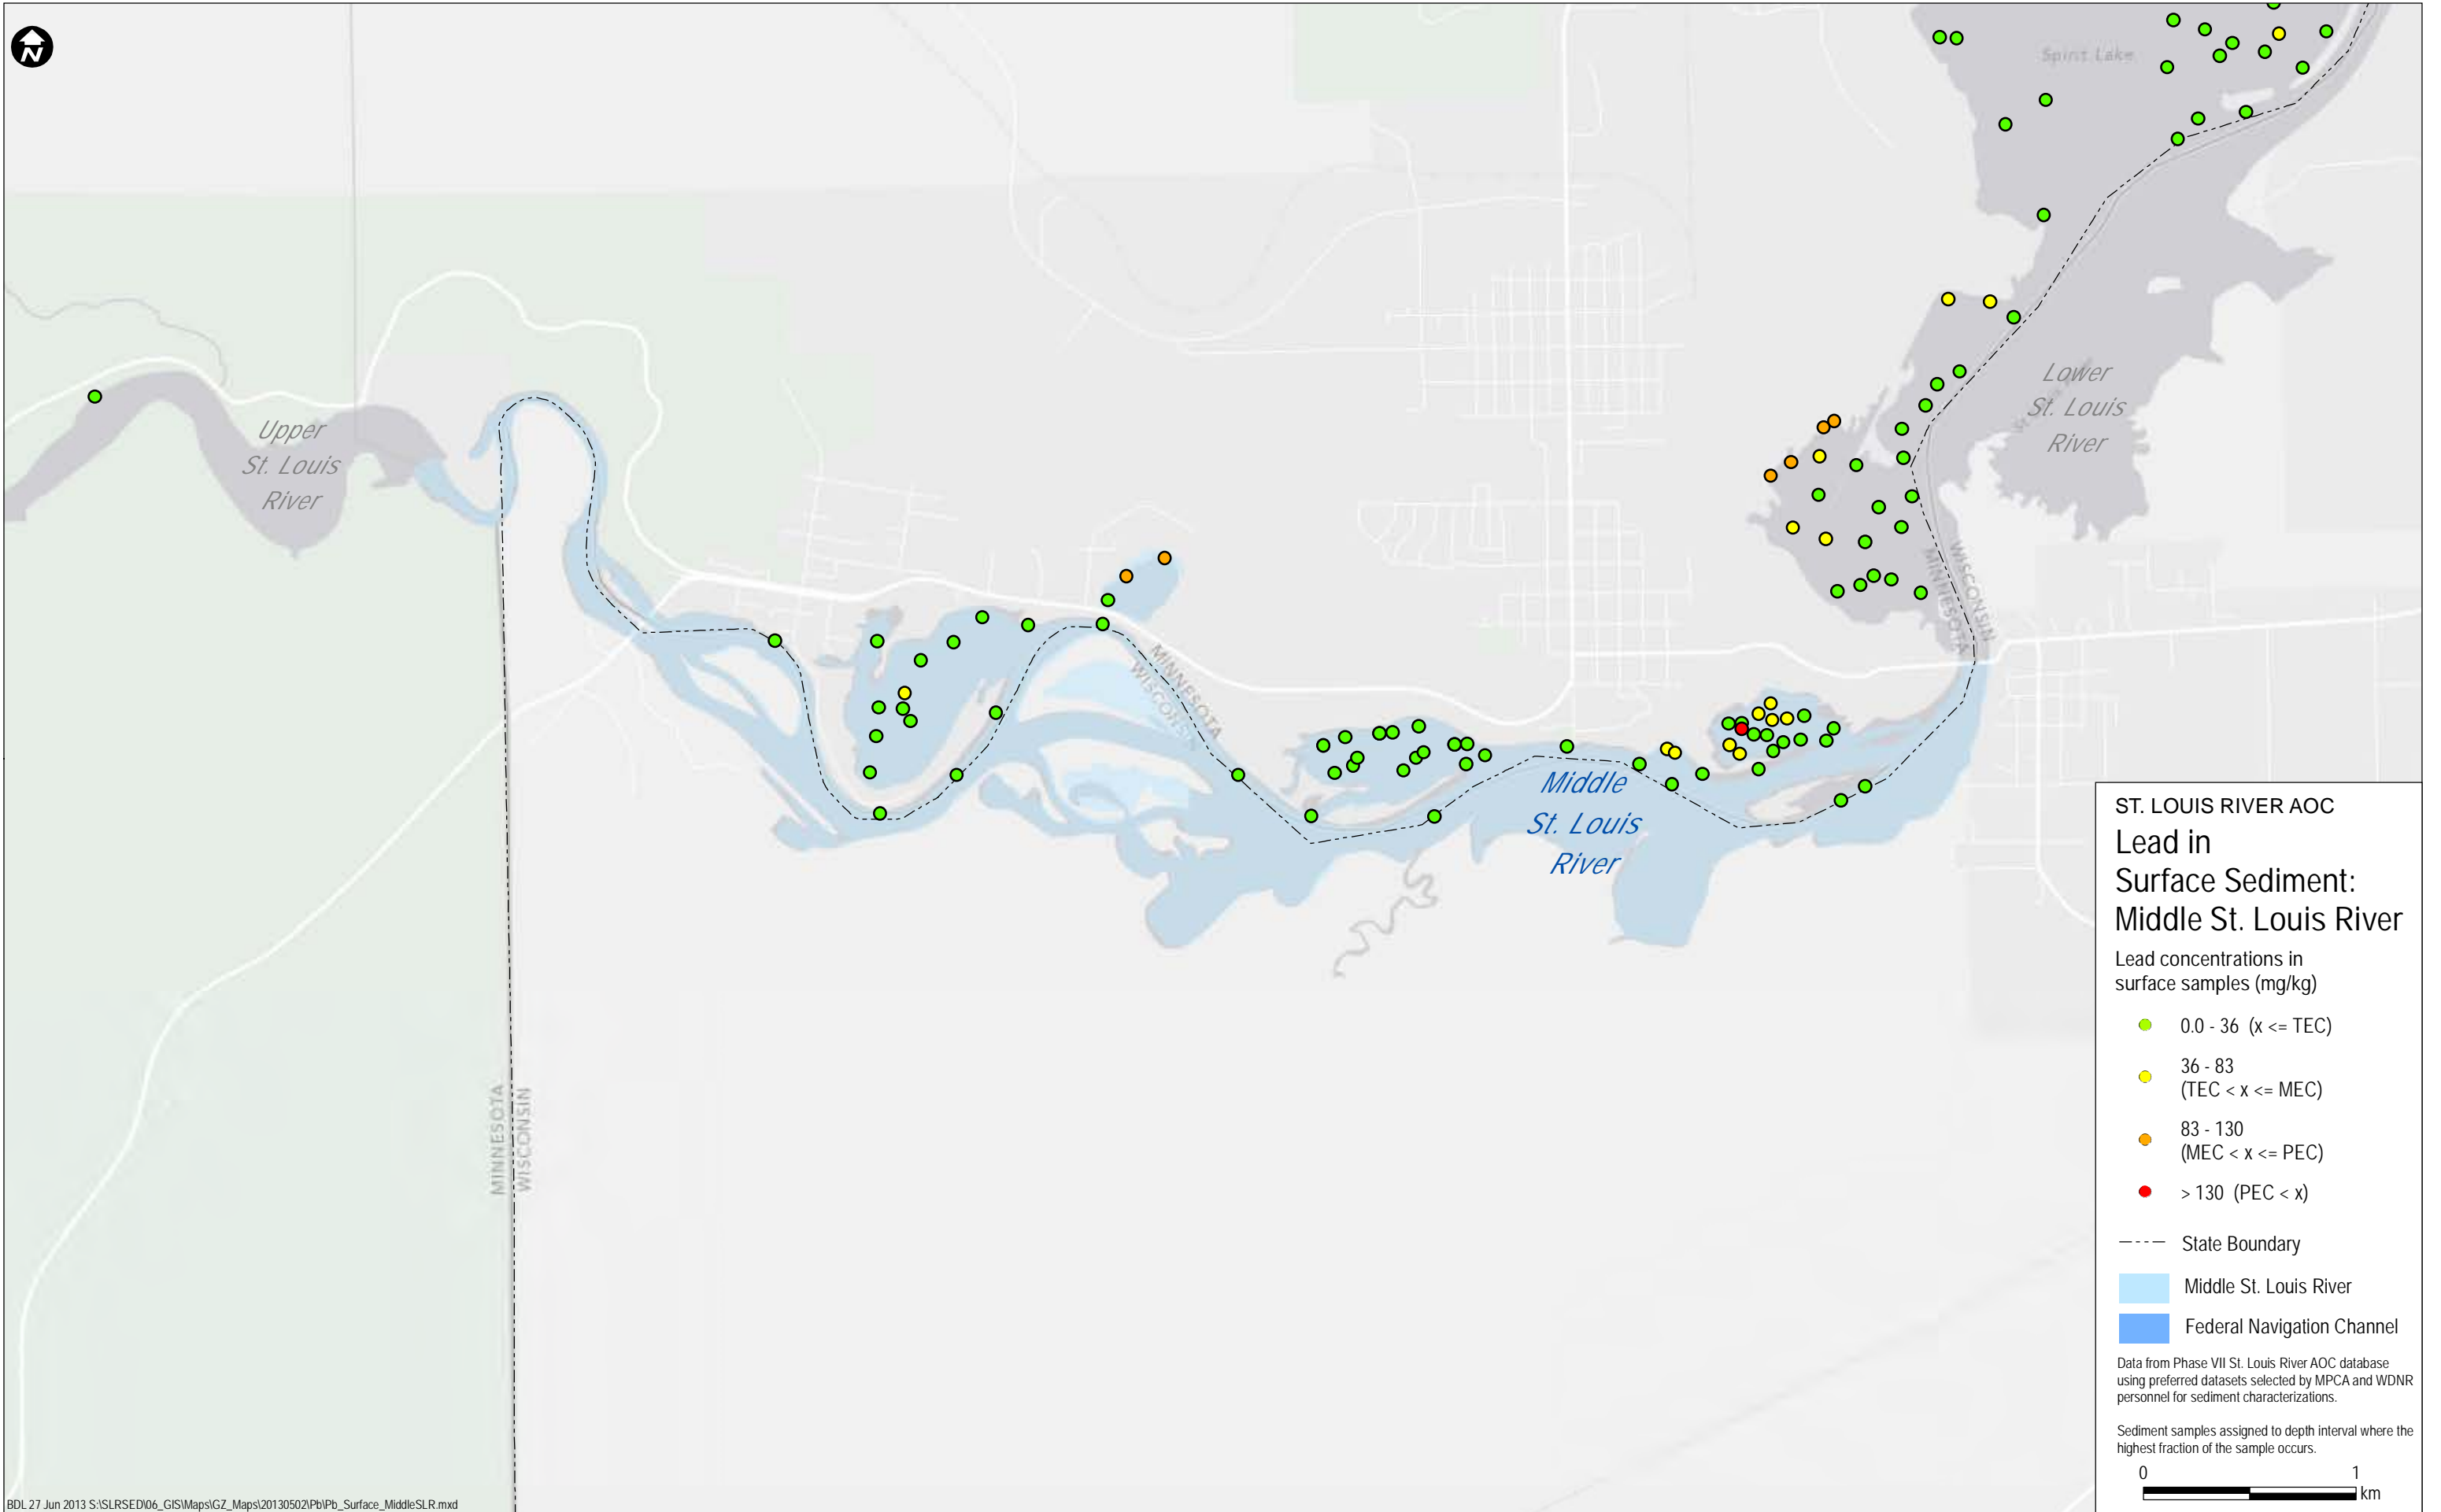 N
Spirit Lake
Upper
St. Louis
River
Lower
St. Louis
River
WISCONSIN
MINNESOTA
MINNESOTA
WISCONSIN
Middle
St. Louis
River
MINNESOTA
WISCONSIN
ST. LOUIS RIVER AOC
Lead in
Surface Sediment:
Middle St. Louis River
Lead concentrations in
surface samples (mg/kg)
0.0 - 36 (x <= TEC)
36 - 83
(TEC < x <= MEC)
83 - 130
(MEC < x <= PEC)
> 130 (PEC < x)
State Boundary
Middle St. Louis River
Federal Navigation Channel
Data from Phase VII St. Louis River AOC database
using preferred datasets selected by MPCA and WDNR
personnel for sediment characterizations.
Sediment samples assigned to depth interval where the
highest fraction of the sample occurs.
0 1
km
BDL 27 Jun 2013 S:\SLRSED\06_GIS\Maps\GZ_Maps\20130502\Pb\Pb_Surface_MiddleSLR.mxd